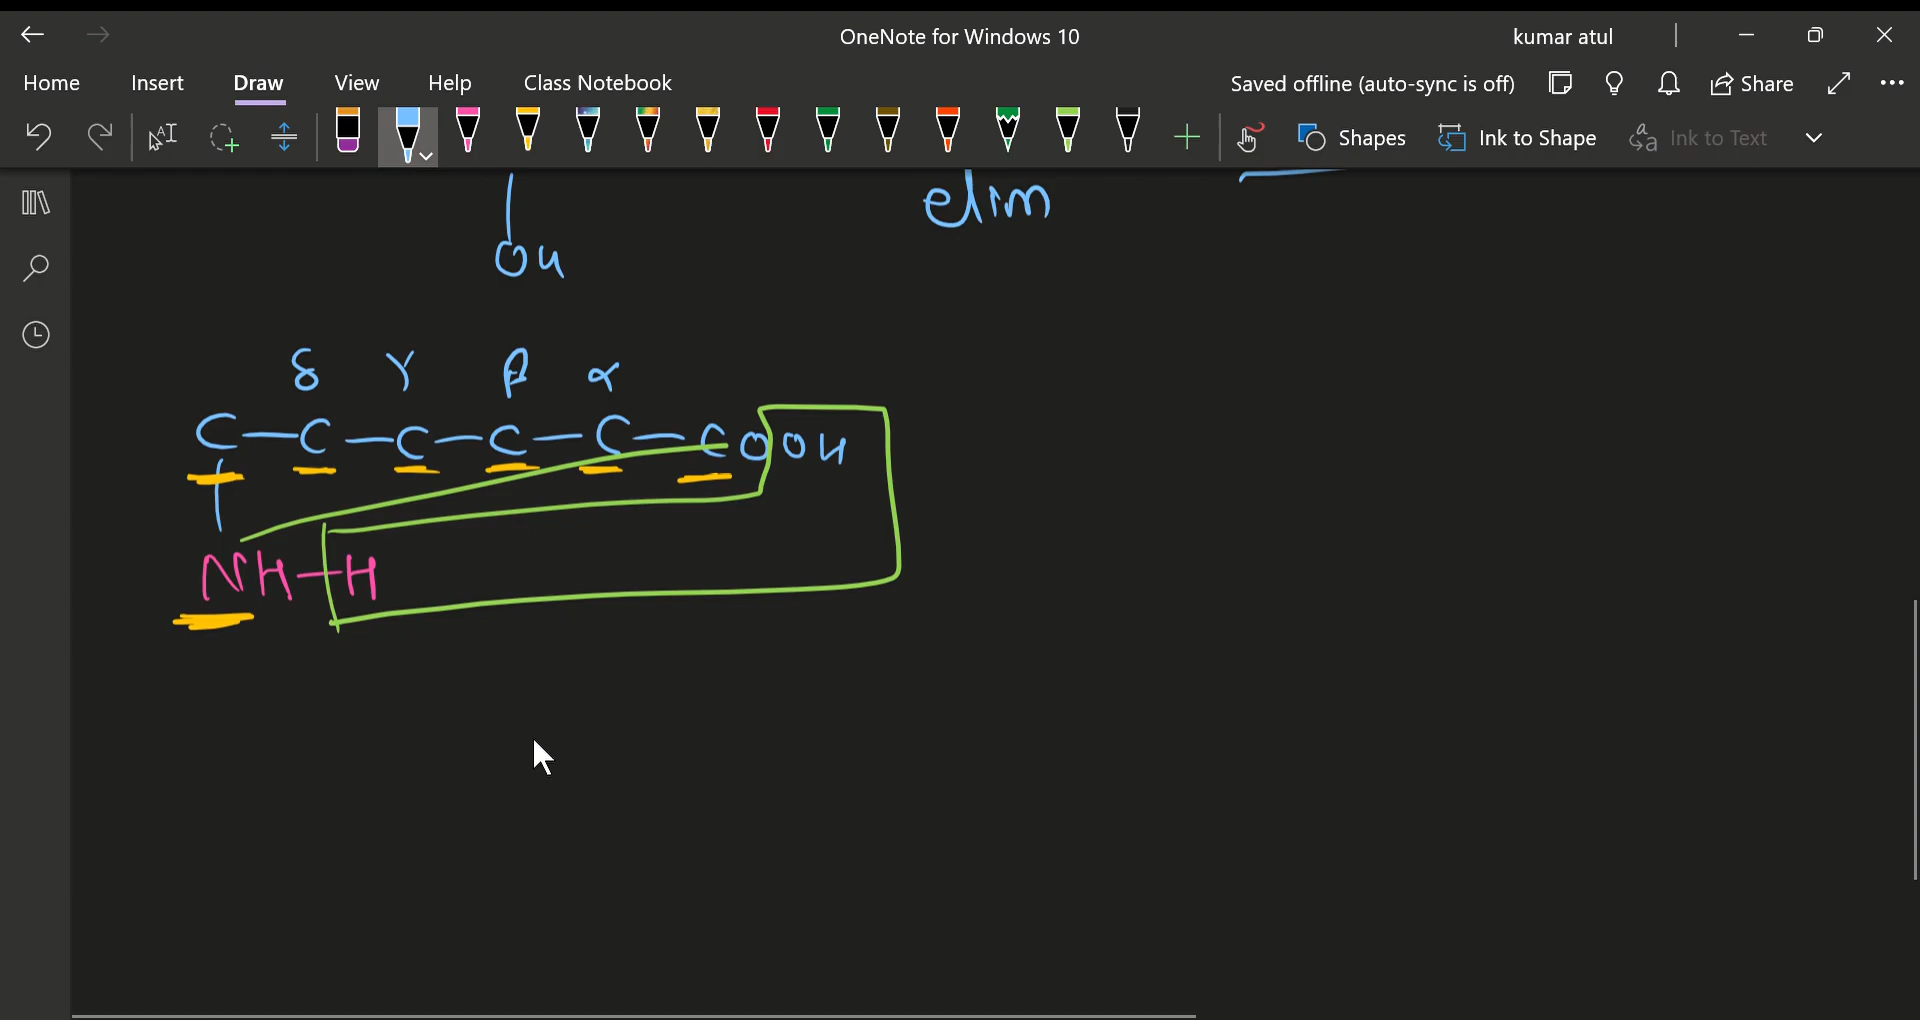 OneNote for Windows 10
kumar atul
Home Insert Draw View Help Class Notebook
Saved offline (auto-sync is off) Share
Shapes Ink to Shape Ink to Text
elim
OH
δ γ β α
C—C—C—C—C—COOH
NH—H